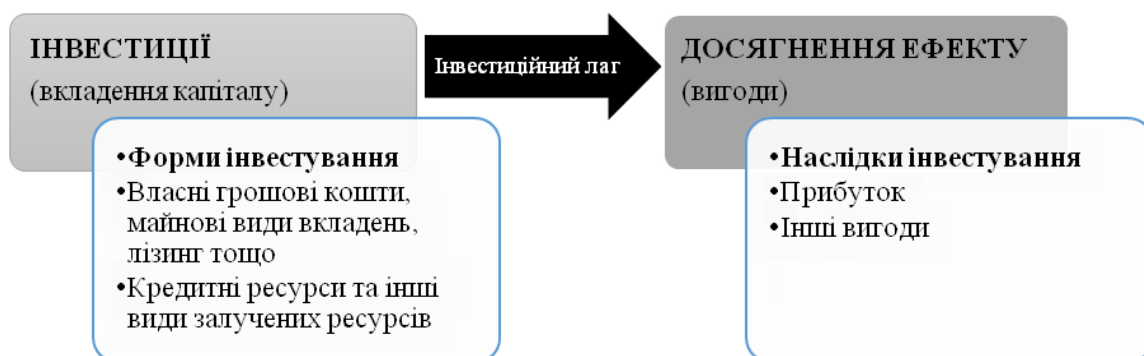 ІНВЕСТИЦІЇ
(вкладення капіталу)
•Форми інвестування
•Власні грошові кошти,
майнові види вкладень,
лізинг тощо
•Кредитні ресурси та інші
види залучених ресурсів
Інвестиційний лаг
ДОСЯГНЕННЯ ЕФЕКТУ
(вигоди)
•Наслідки інвестування
•Прибуток
•Інші вигоди